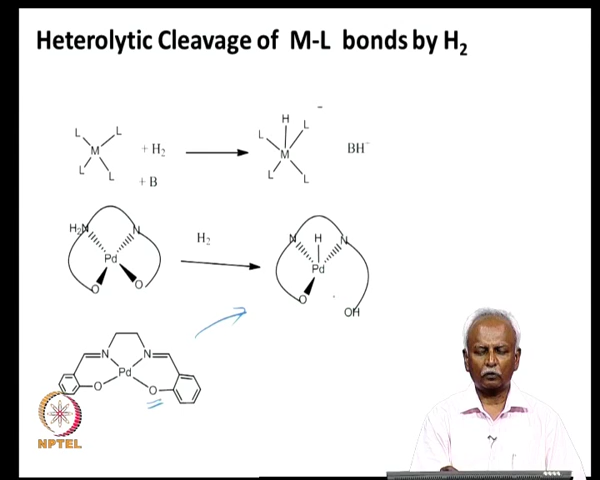 Heterolytic Cleavage of M-L bonds by H₂
L L M L L + H₂ + B
H L L M L L - BH⁻
H₂N N Pd O O
H₂
N H N Pd O OH
N N Pd O O
NPTEL